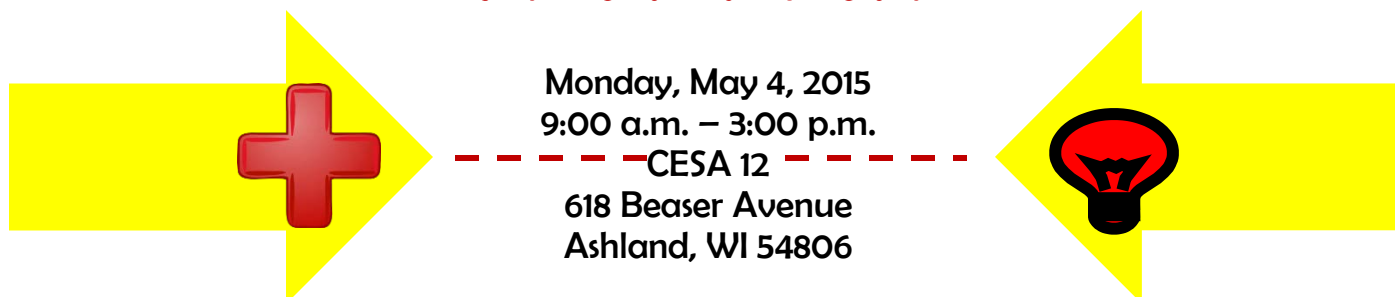 Monday, May 4, 2015
9:00 a.m. – 3:00 p.m.
CESA 12
618 Beaser Avenue
Ashland, WI 54806